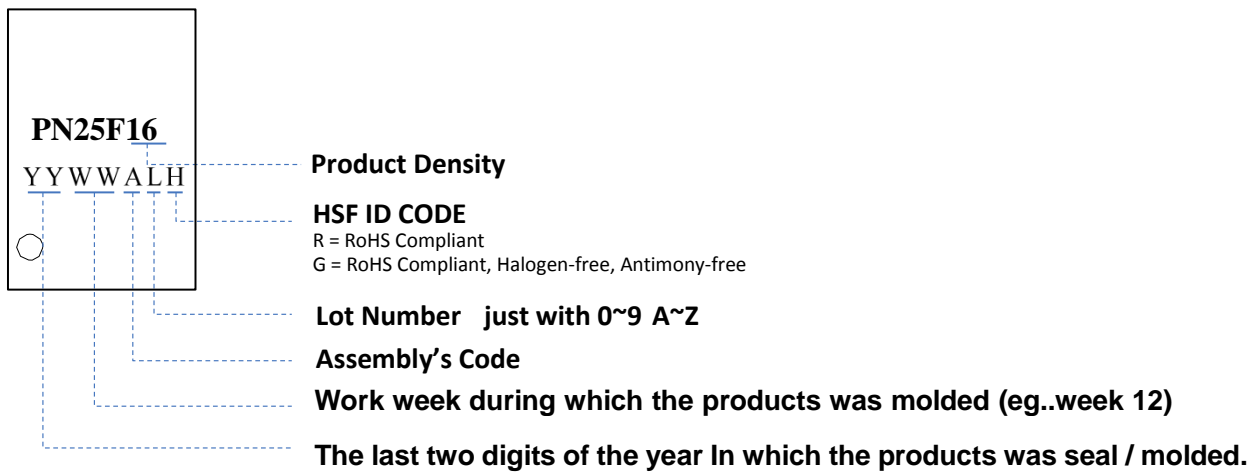 PN25F16
YYWWALH
Product Density
HSF ID CODE
R = RoHS Compliant
G = RoHS Compliant, Halogen-free, Antimony-free
Lot Number just with 0~9 A~Z
Assembly’s Code
Work week during which the products was molded (eg..week 12)
The last two digits of the year In which the products was seal / molded.